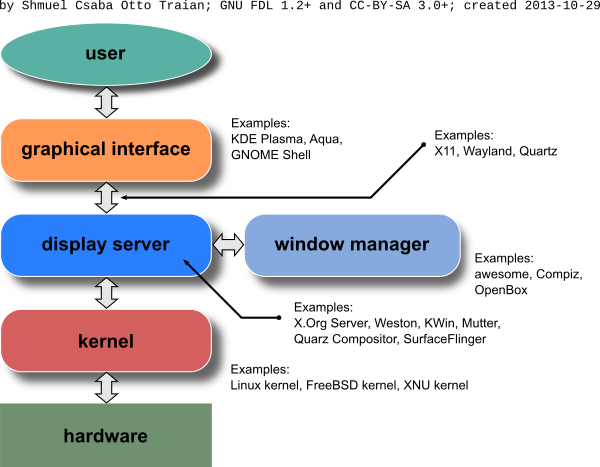 by Shmuel Csaba Otto Traian; GNU FDL 1.2+ and CC-BY-SA 3.0+; created 2013-10-29
user
graphical interface
Examples:
KDE Plasma, Aqua,
GNOME Shell
Examples:
X11, Wayland, Quartz
display server
window manager
Examples:
awesome, Compiz,
OpenBox
Examples:
X.Org Server, Weston, KWin, Mutter,
Quarz Compositor, SurfaceFlinger
kernel
Examples:
Linux kernel, FreeBSD kernel, XNU kernel
hardware